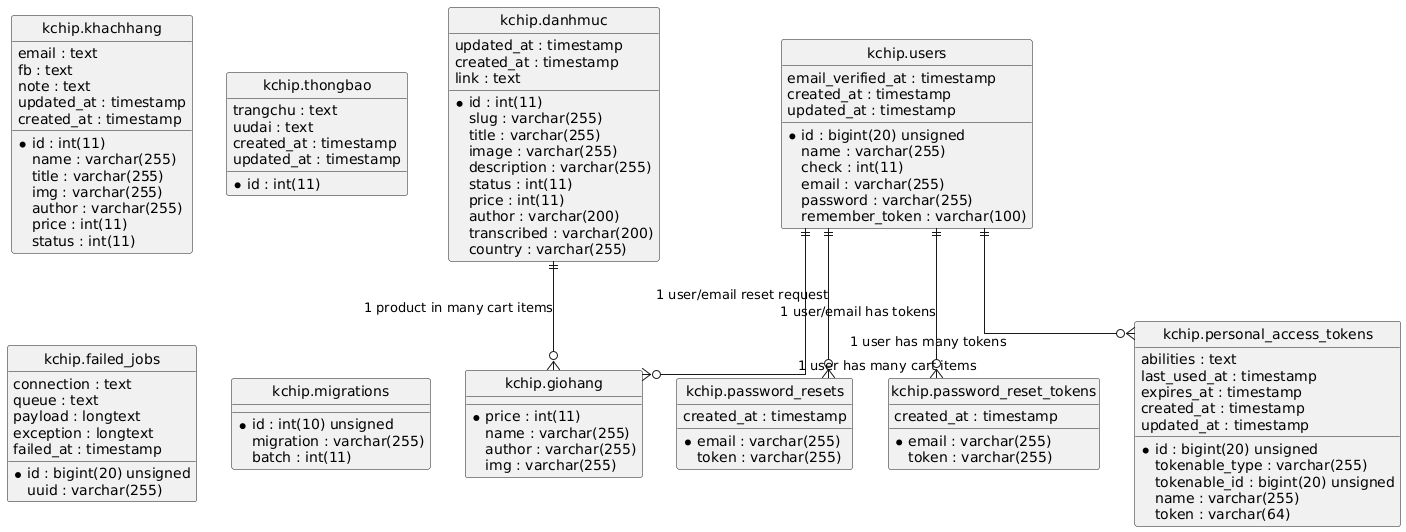 kchip.khachhang
email : text
fb : text
note : text
updated_at : timestamp
created_at : timestamp
id : int(11)
name : varchar(255)
title : varchar(255)
img : varchar(255)
author : varchar(255)
price : int(11)
status : int(11)
kchip.thongbao
trangchu : text
uudai : text
created_at : timestamp
updated_at : timestamp
id : int(11)
kchip.danhmuc
updated_at : timestamp
created_at : timestamp
link : text
id : int(11)
slug : varchar(255)
title : varchar(255)
image : varchar(255)
description : varchar(255)
status : int(11)
price : int(11)
author : varchar(200)
transcribed : varchar(200)
country : varchar(255)
kchip.users
email_verified_at : timestamp
created_at : timestamp
updated_at : timestamp
id : bigint(20) unsigned
name : varchar(255)
check : int(11)
email : varchar(255)
password : varchar(255)
remember_token : varchar(100)
1 product in many cart items
1 user/email reset request
1 user/email has tokens
1 user has many tokens
1 user has many cart items
kchip.failed_jobs
connection : text
queue : text
payload : longtext
exception : longtext
failed_at : timestamp
id : bigint(20) unsigned
uuid : varchar(255)
kchip.migrations
id : int(10) unsigned
migration : varchar(255)
batch : int(11)
kchip.giohang
price : int(11)
name : varchar(255)
author : varchar(255)
img : varchar(255)
kchip.password_resets
created_at : timestamp
email : varchar(255)
token : varchar(255)
kchip.password_reset_tokens
created_at : timestamp
email : varchar(255)
token : varchar(255)
kchip.personal_access_tokens
abilities : text
last_used_at : timestamp
expires_at : timestamp
created_at : timestamp
updated_at : timestamp
id : bigint(20) unsigned
tokenable_type : varchar(255)
tokenable_id : bigint(20) unsigned
name : varchar(255)
token : varchar(64)